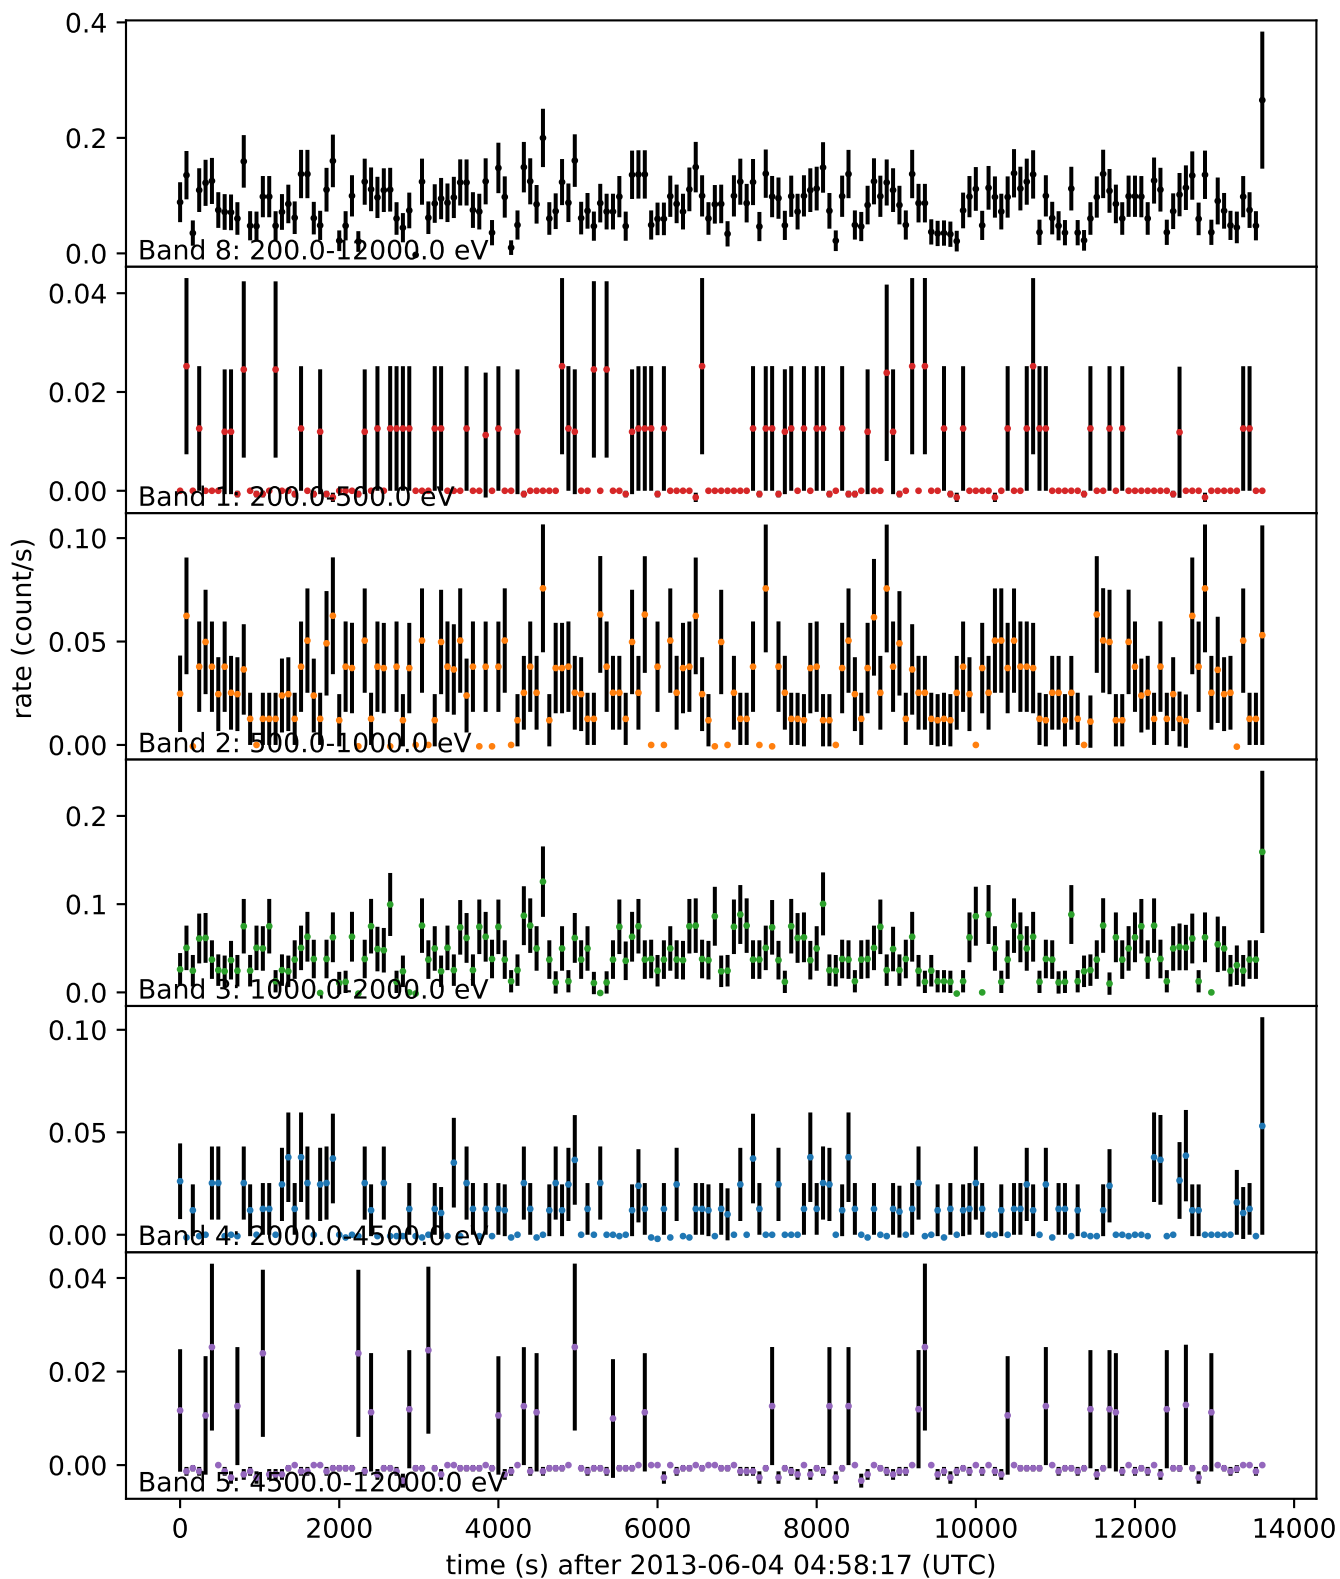 0.4
0.2
0.0
Band 8: 200.0-12000.0 eV
0.04
0.02
0.00
Band 1: 200.0-500.0 eV
0.10
0.05
0.00
Band 2: 500.0-1000.0 eV
rate (count/s)
0.2
0.1
0.0
Band 3: 1000.0-2000.0 eV
0.10
0.05
0.00
Band 4: 2000.0-4500.0 eV
0.04
0.02
0.00
Band 5: 4500.0-12000.0 eV
0 2000 4000 6000 8000 10000 12000 14000
time (s) after 2013-06-04 04:58:17 (UTC)